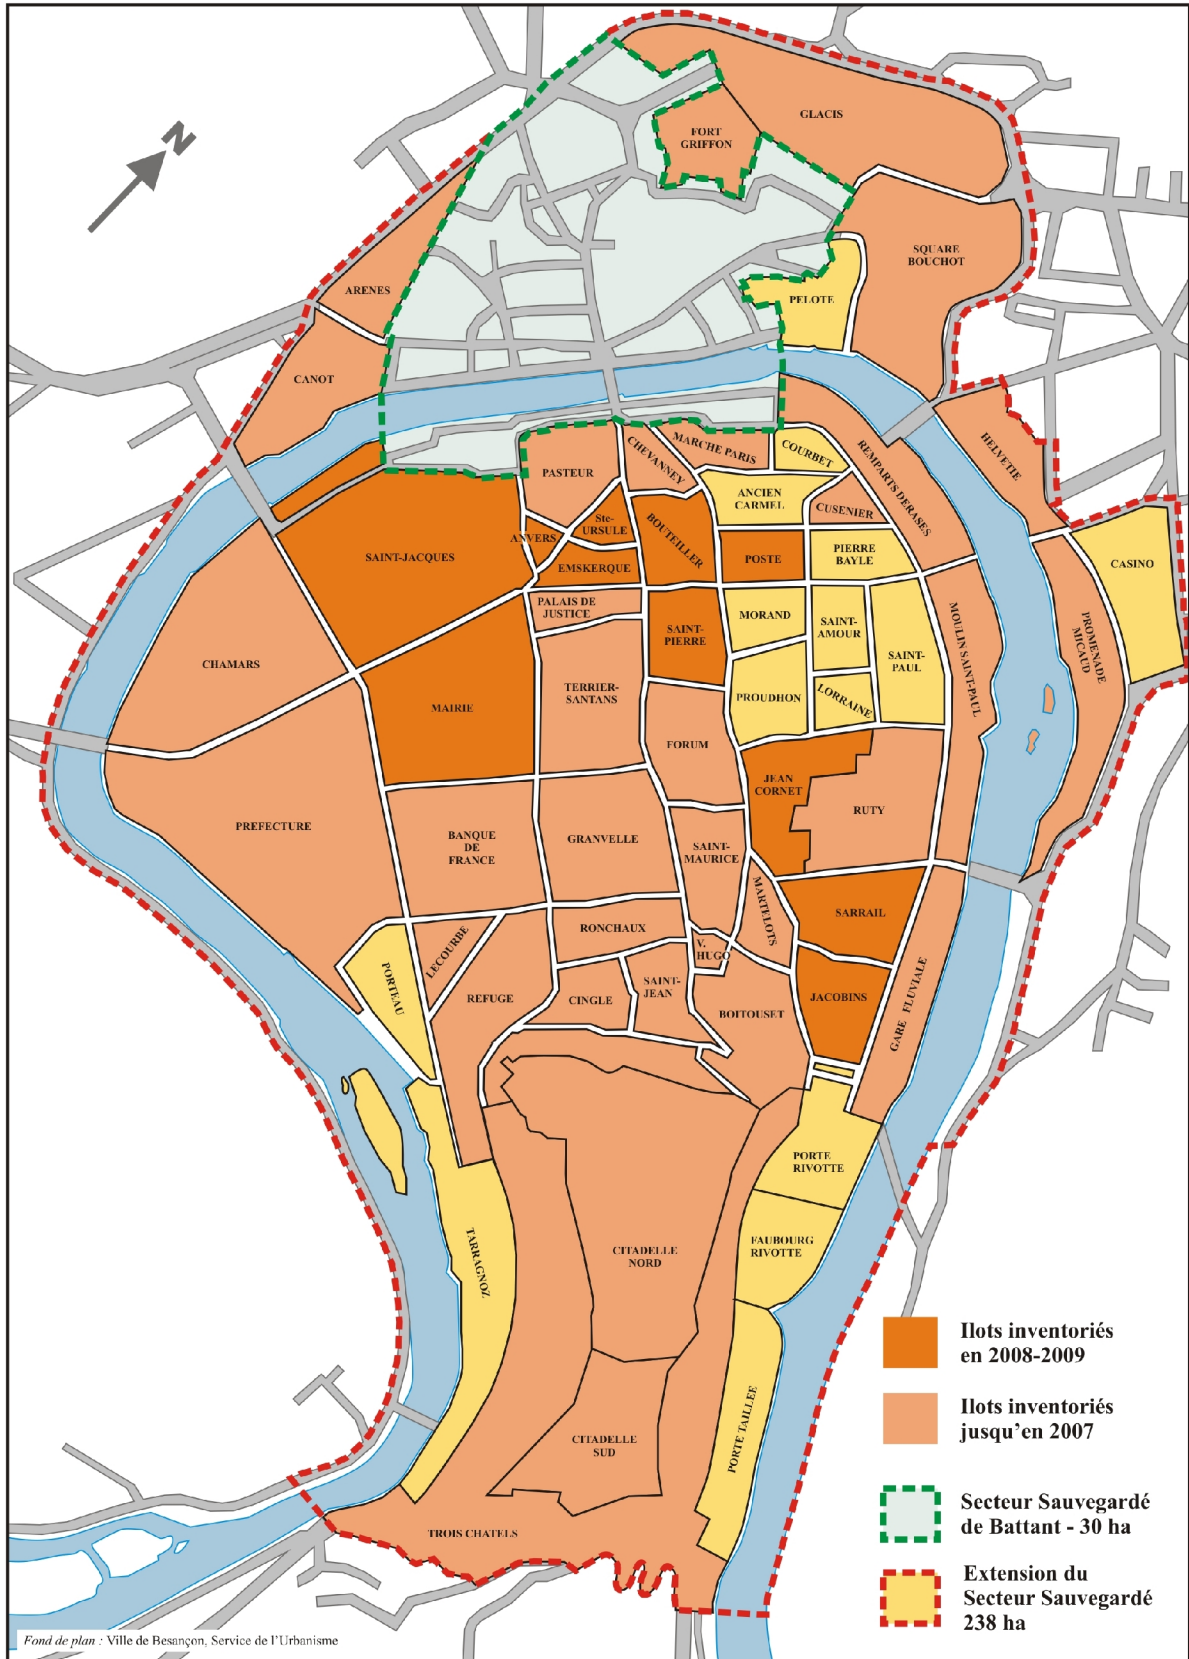 N
GLACIS
FORT
GRIFFON
SQUARE
BOUCHOT
ARENES
PELOTE
CANOT
HELVETIE
MARCHE PARIS
CHEVANNEY
COURBET
REMPARTS DERASES
PASTEUR
ANCIEN
CARMEL
CUSENIER
Ste-
URSULE
BOUTEILLER
ANVERS
SAINT-JACQUES
EMSKERQUE
POSTE
PIERRE
BAYLE
CASINO
PALAIS DE
JUSTICE
SAINT-
PIERRE
MORAND
SAINT-
AMOUR
SAINT-
PAUL
MOULIN SAINT-PAUL
PROMENADE
MICAUD
CHAMARS
MAIRIE
TERRIER-
SANTANS
PROUDHON
LORRAINE
FORUM
JEAN
CORNET
RUTY
PREFECTURE
BANQUE
DE
FRANCE
GRANVELLE
SAINT-
MAURICE
MARTELOTS
SARRAIL
LECOURBE
RONCHAUX
V.
HUGO
PORTEAU
REFUGE
CINGLE
SAINT-
JEAN
BOITOUSET
JACOBINS
GARE FLUVIALE
PORTE
RIVOTTE
TARRAGNOZ
CITADELLE
NORD
FAUBOURG
RIVOTTE
PORTE TAILLEE
CITADELLE
SUD
TROIS CHATELS
Ilots inventoriés
en 2008-2009
Ilots inventoriés
jusqu'en 2007
Secteur Sauvegardé
de Battant - 30 ha
Extension du
Secteur Sauvegardé
238 ha
Fond de plan : Ville de Besançon, Service de l'Urbanisme